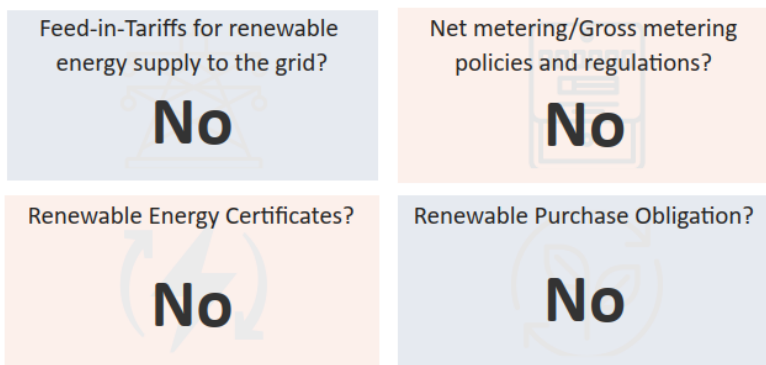 Feed-in-Tariffs for renewable
energy supply to the grid?
No
Net metering/Gross metering
policies and regulations?
No
Renewable Energy Certificates?
No
Renewable Purchase Obligation?
No